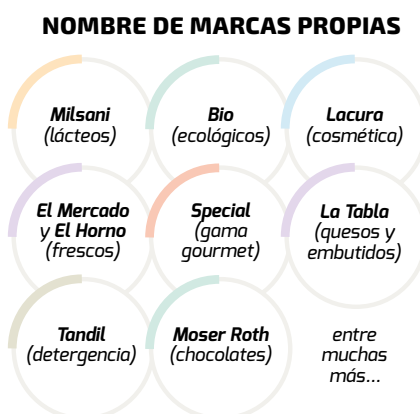 NOMBRE DE MARCAS PROPIAS
Milsani
(lácteos)
Bio
(ecológicos)
Lacura
(cosmética)
El Mercado
y El Horno
(frescos)
Special
(gama
gourmet)
La Tabla
(quesos y
embutidos)
Tandil
(detergencia)
Moser Roth
(chocolates)
entre
muchas
más...